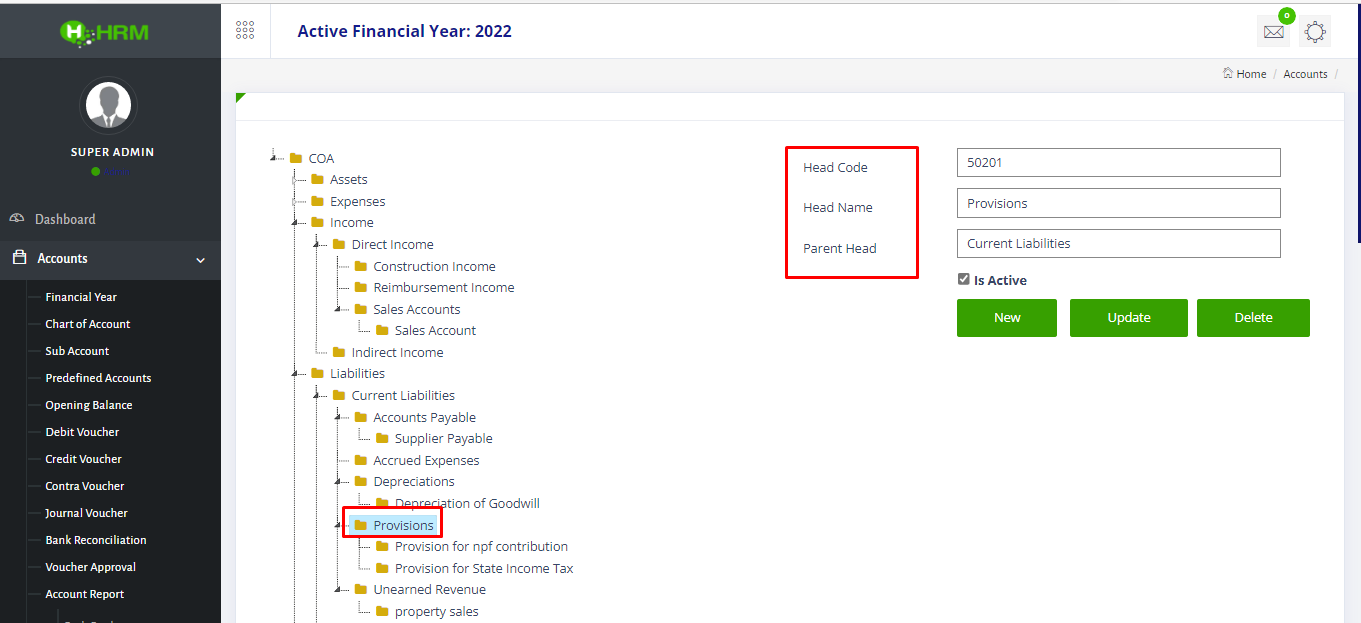 H HRM
Active Financial Year: 2022
0
Home / Accounts /
SUPER ADMIN
Dashboard
Accounts
Financial Year
Chart of Account
Sub Account
Predefined Accounts
Opening Balance
Debit Voucher
Credit Voucher
Contra Voucher
Journal Voucher
Bank Reconciliation
Voucher Approval
Account Report
COA
Assets
Expenses
Income
Direct Income
Construction Income
Reimbursement Income
Sales Accounts
Sales Account
Indirect Income
Liabilities
Current Liabilities
Accounts Payable
Supplier Payable
Accrued Expenses
Depreciations
Depreciation of Goodwill
Provisions
Provision for npf contribution
Provision for State Income Tax
Unearned Revenue
property sales
Head Code 50201
Head Name Provisions
Parent Head Current Liabilities
Is Active
New Update Delete